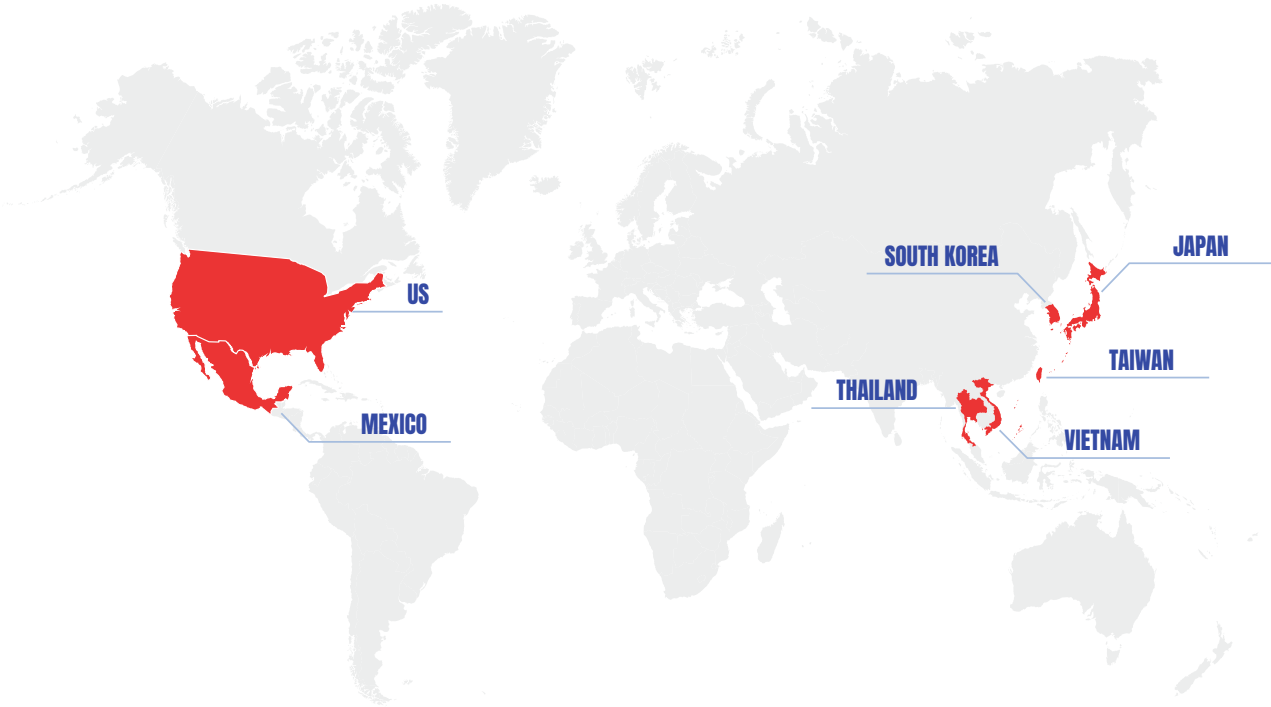 JAPAN
SOUTH KOREA
US
TAIWAN
THAILAND
MEXICO
VIETNAM